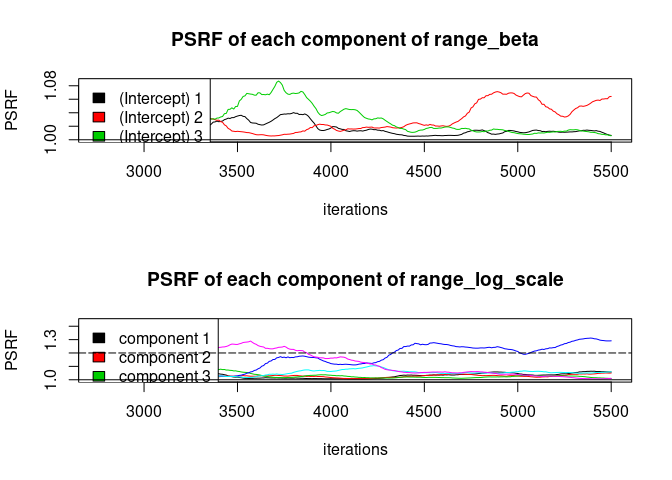 PSRF of each component of range_beta
PSRF
1.00
1.08
(Intercept) 1
(Intercept) 2
(Intercept) 3
3000 3500 4000 4500 5000 5500
iterations
PSRF of each component of range_log_scale
PSRF
1.0
1.3
component 1
component 2
component 3
3000 3500 4000 4500 5000 5500
iterations